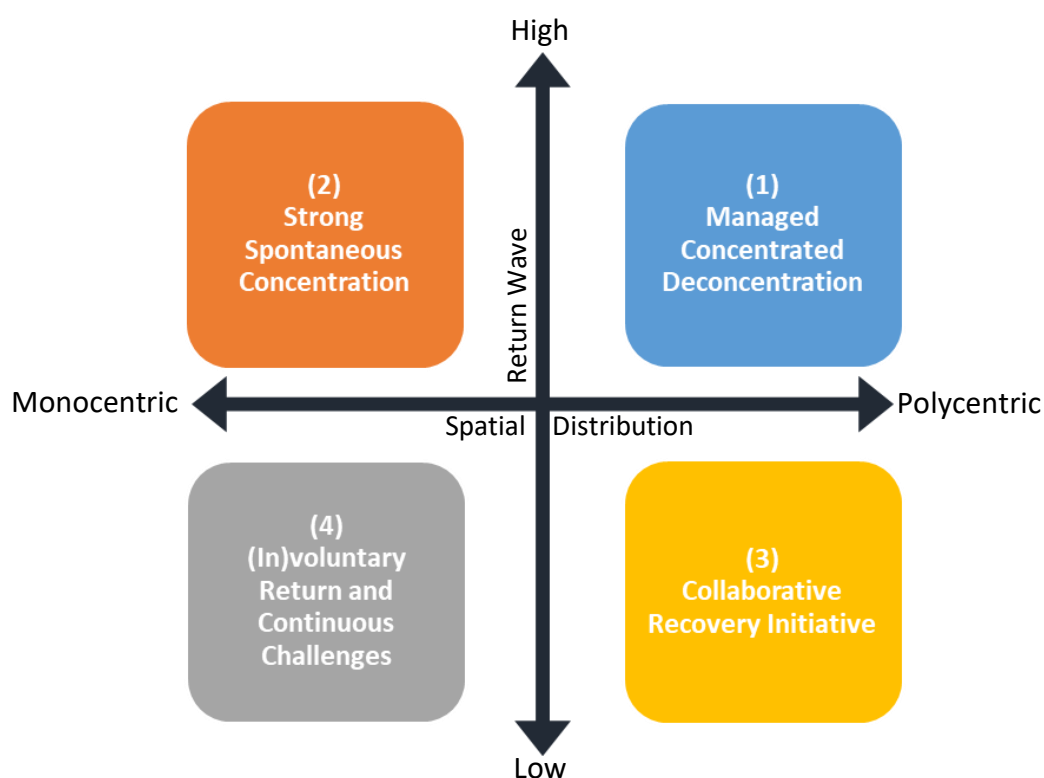 High
(2)
Strong
Spontaneous
Concentration
(1)
Managed
Concentrated
Deconcentration
Return Wave
Monocentric
Polycentric
Spatial Distribution
(4)
(In)voluntary
Return and
Continuous
Challenges
(3)
Collaborative
Recovery Initiative
Low